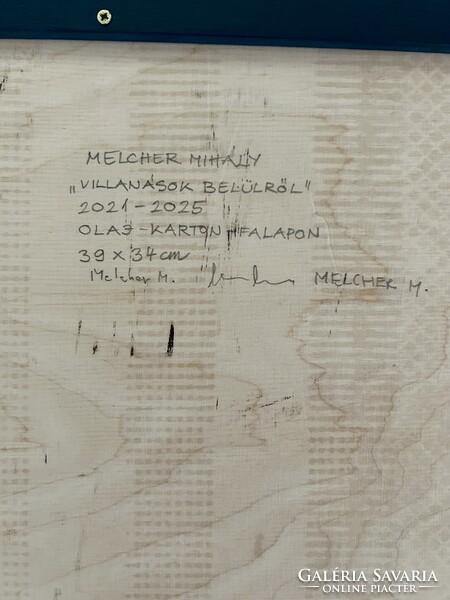 MELCHER MIHÁLY
„VILLANÁSOK BELÜLRŐL"
2021-2025
OLAJ-KARTON-FALAPON
39 x 34 cm
Melcher M. MELCHER M.
GALÉRIA SAVARIA
ONLINE PIACTÉR